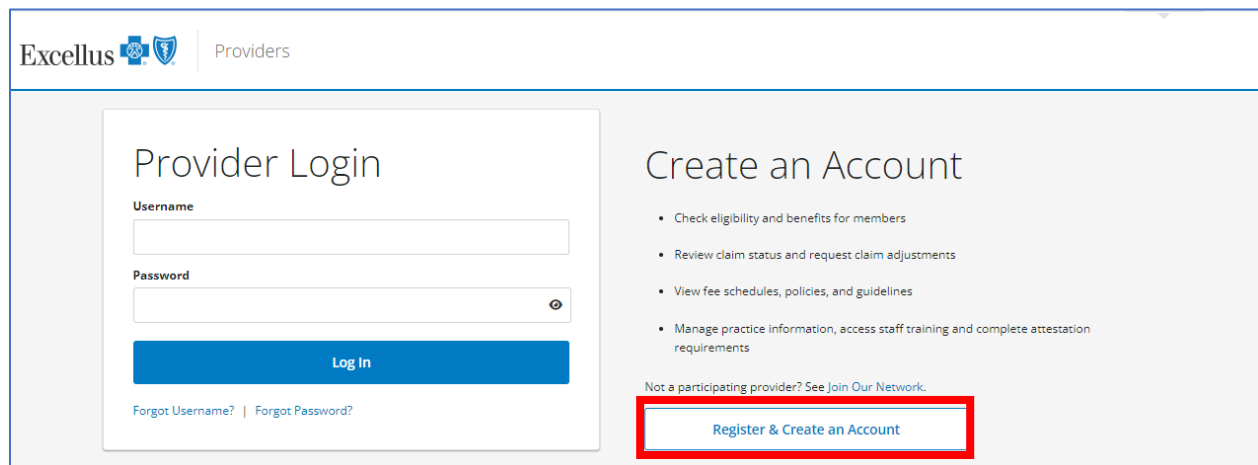 Excellus Providers
Provider Login
Username
Password
Log In
Forgot Username? | Forgot Password?
Create an Account
• Check eligibility and benefits for members
• Review claim status and request claim adjustments
• View fee schedules, policies, and guidelines
• Manage practice information, access staff training and complete attestation
requirements
Not a participating provider? See Join Our Network.
Register & Create an Account